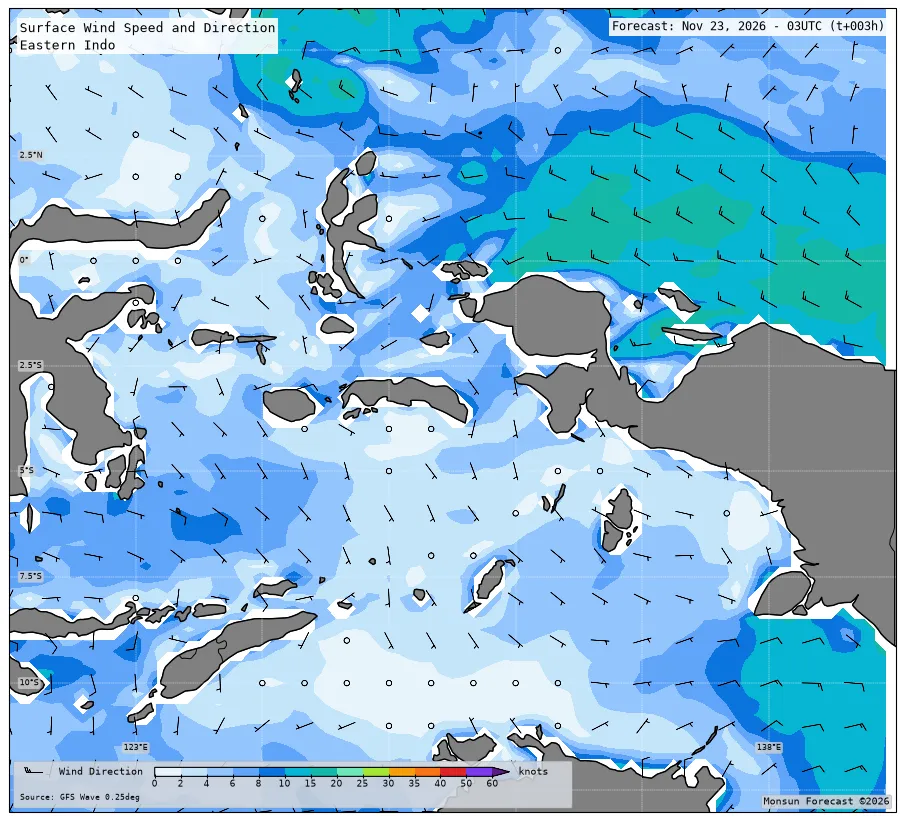 Surface Wind Speed and Direction
Eastern Indo
Forecast: Nov 23, 2026 - 03UTC (t+003h)
2.5°N
0°
2.5°S
5°S
7.5°S
10°S
123°E
138°E
Wind Direction
0 2 4 6 8 10 15 20 25 30 35 40 50 60
knots
Source: GFS Wave 0.25deg
Monsun Forecast ©2026